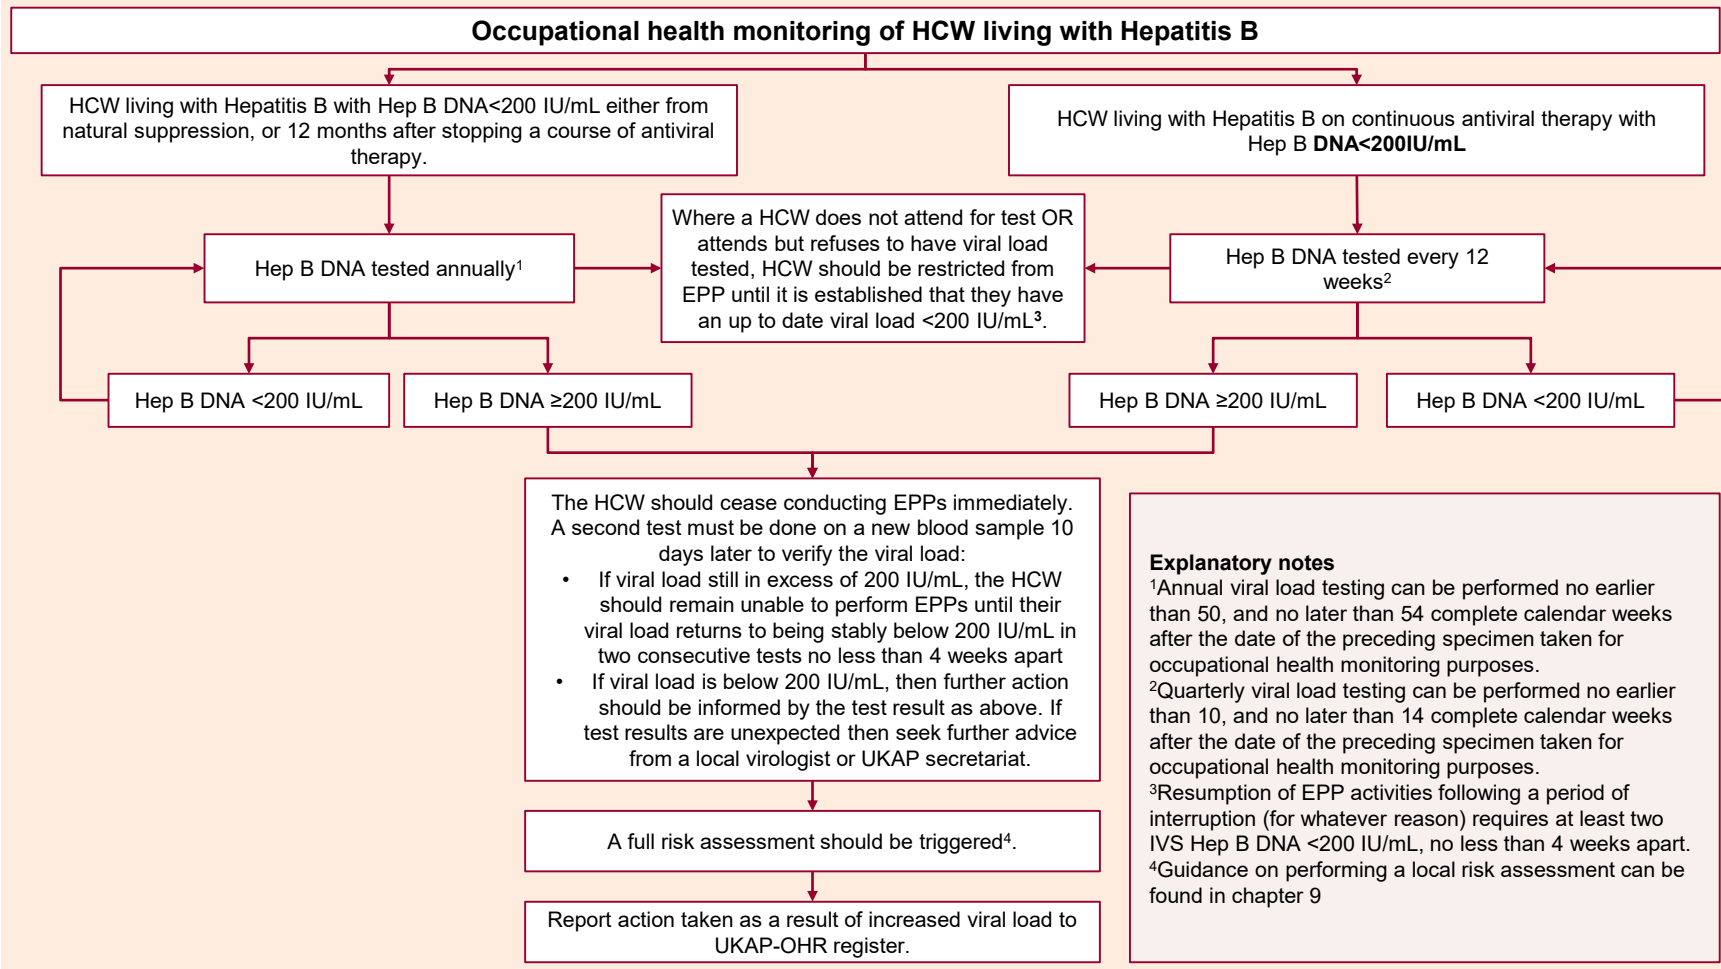 Occupational health monitoring of HCW living with Hepatitis B
HCW living with Hepatitis B with Hep B DNA<200 IU/mL either from
natural suppression, or 12 months after stopping a course of antiviral
therapy.
HCW living with Hepatitis B on continuous antiviral therapy with
Hep B DNA<200IU/mL
Where a HCW does not attend for test OR
attends but refuses to have viral load
tested, HCW should be restricted from
EPP until it is established that they have
an up to date viral load <200 IU/mL³.
Hep B DNA tested annually¹
Hep B DNA tested every 12
weeks²
Hep B DNA <200 IU/mL
Hep B DNA ≥200 IU/mL
Hep B DNA ≥200 IU/mL
Hep B DNA <200 IU/mL
The HCW should cease conducting EPPs immediately.
A second test must be done on a new blood sample 10
days later to verify the viral load:
• If viral load still in excess of 200 IU/mL, the HCW
should remain unable to perform EPPs until their
viral load returns to being stably below 200 IU/mL in
two consecutive tests no less than 4 weeks apart
• If viral load is below 200 IU/mL, then further action
should be informed by the test result as above. If
test results are unexpected then seek further advice
from a local virologist or UKAP secretariat.
A full risk assessment should be triggered⁴.
Report action taken as a result of increased viral load to
UKAP-OHR register.
Explanatory notes
¹Annual viral load testing can be performed no earlier
than 50, and no later than 54 complete calendar weeks
after the date of the preceding specimen taken for
occupational health monitoring purposes.
²Quarterly viral load testing can be performed no earlier
than 10, and no later than 14 complete calendar weeks
after the date of the preceding specimen taken for
occupational health monitoring purposes.
³Resumption of EPP activities following a period of
interruption (for whatever reason) requires at least two
IVS Hep B DNA <200 IU/mL, no less than 4 weeks apart.
⁴Guidance on performing a local risk assessment can be
found in chapter 9